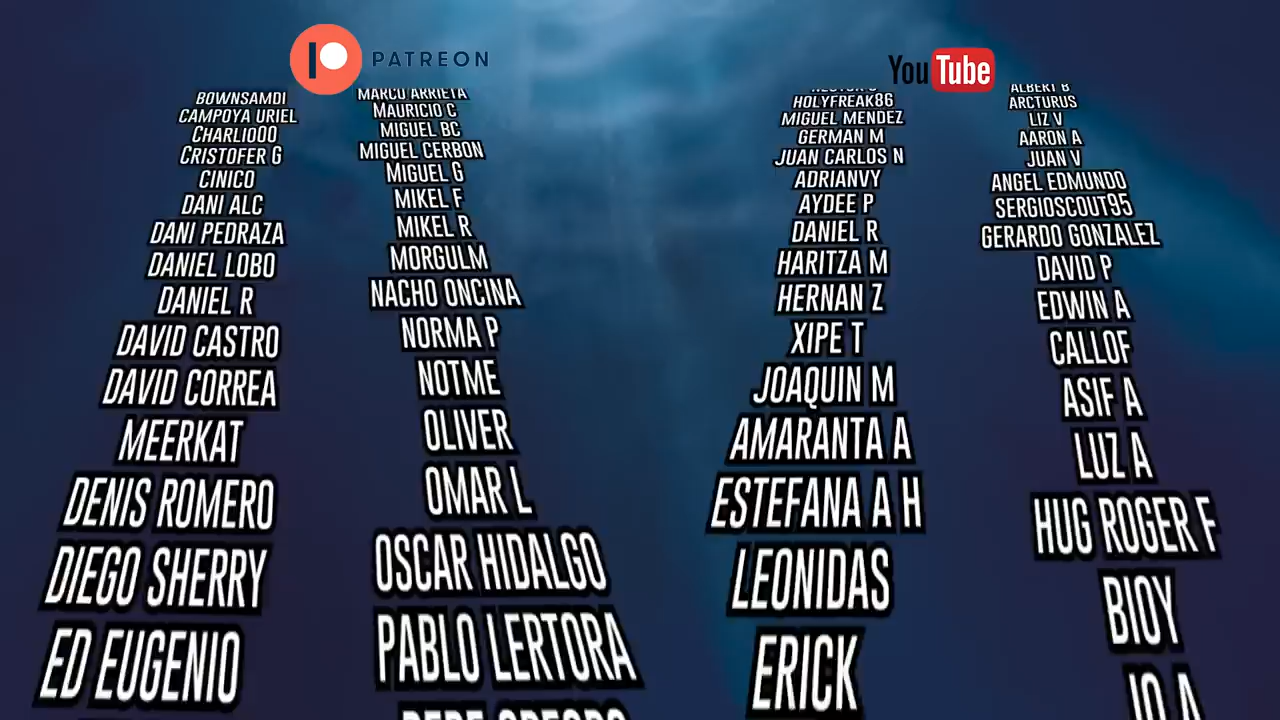 PATREON
BOWNSAMDI
CAMPOYA URIEL
CHARLIO00
CRISTOFER G
CINICO
DANI ALC
DANI PEDRAZA
DANIEL LOBO
DANIEL R
DAVID CASTRO
DAVID CORREA
MEERKAT
DENIS ROMERO
DIEGO SHERRY
ED EUGENIO
MARCO ARRIETA
MAURICIO C
MIGUEL BC
MIGUEL CERBON
MIGUEL G
MIKEL F
MIKEL R
MORGULM
NACHO ONCINA
NORMA P
NOTME
OLIVER
OMAR L
OSCAR HIDALGO
PABLO LERTORA
YouTube
HOLYFREAK86
MIGUEL MENDEZ
GERMAN M
JUAN CARLOS N
ADRIANVY
AYDEE P
DANIEL R
HARITZA M
HERNAN Z
XIPE T
JOAQUIN M
AMARANTA A
ESTEFANA A H
LEONIDAS
ERICK
ALBERT B
ARCTURUS
LIZ V
AARON A
JUAN V
ANGEL EDMUNDO
SERGIOSCOUT95
GERARDO GONZALEZ
DAVID P
EDWIN A
CALLOF
ASIF A
LUZ A
HUG ROGER F
BIOY